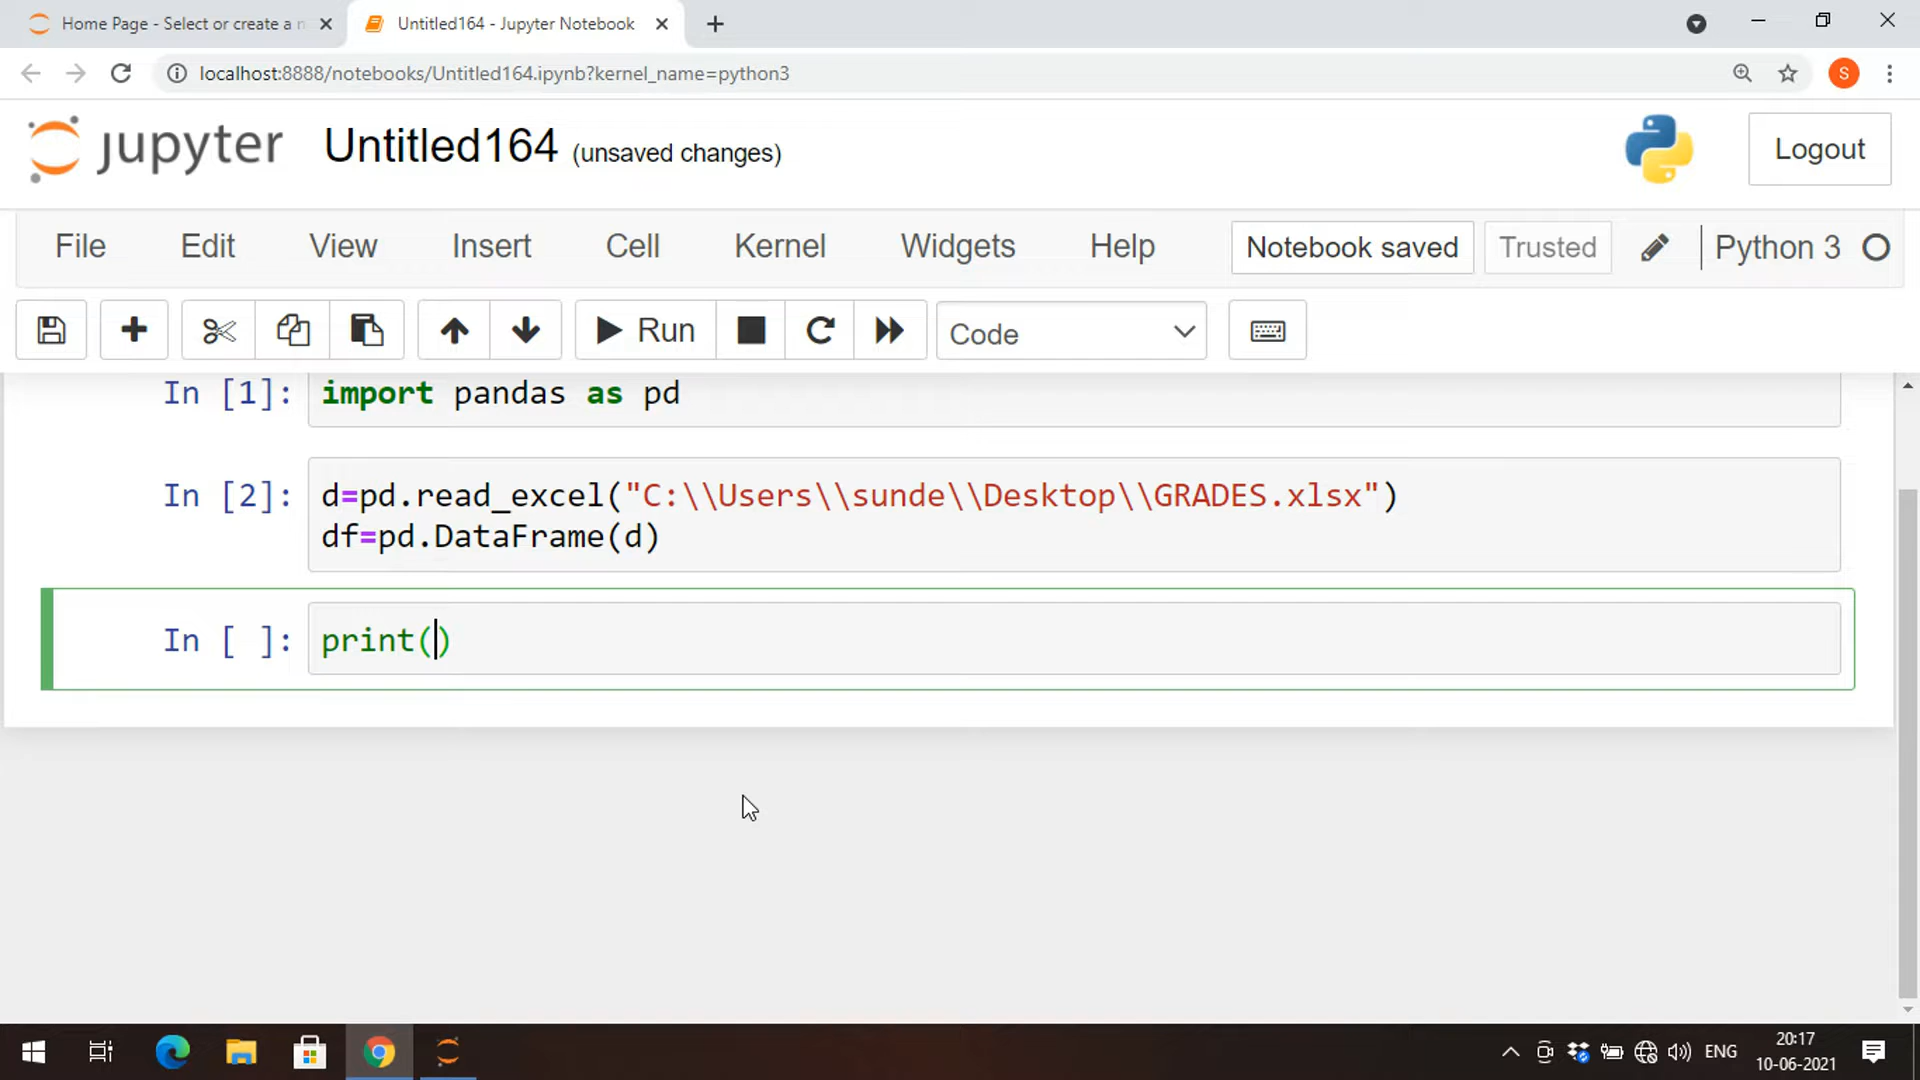 Home Page - Select or create a n
Untitled164 - Jupyter Notebook
localhost:8888/notebooks/Untitled164.ipynb?kernel_name=python3
S
jupyter Untitled164 (unsaved changes)
Logout
File Edit View Insert Cell Kernel Widgets Help Notebook saved Trusted Python 3
Run Code
In [1]: import pandas as pd
In [2]: d=pd.read_excel("C:\\Users\\sunde\\Desktop\\GRADES.xlsx")
df=pd.DataFrame(d)
In [ ]: print()
ENG
20:17
10-06-2021